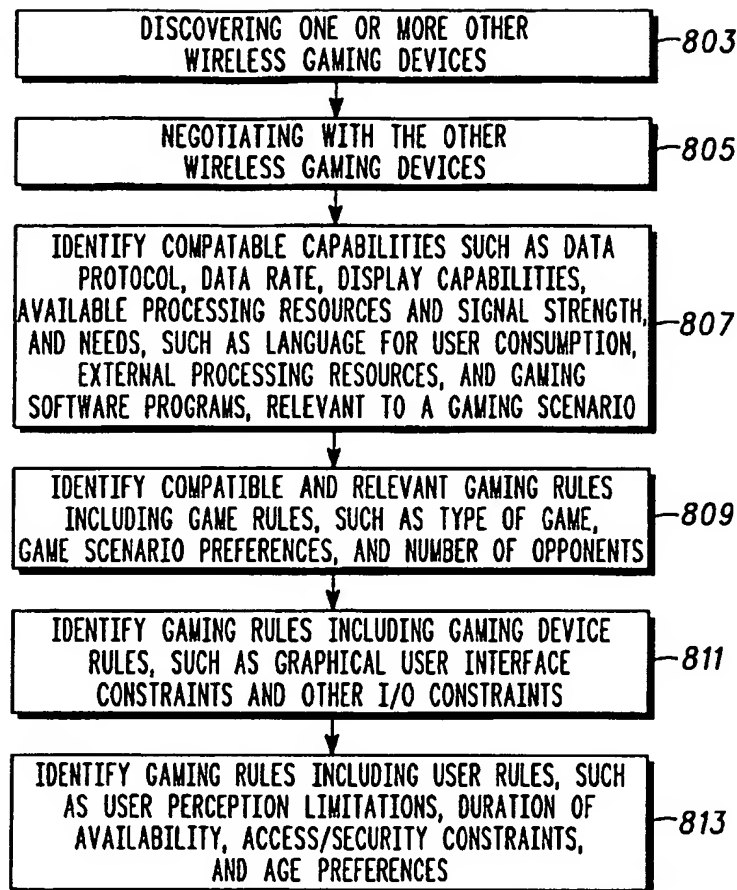 DISCOVERING ONE OR MORE OTHER
WIRELESS GAMING DEVICES
803
NEGOTIATING WITH THE OTHER
WIRELESS GAMING DEVICES
805
IDENTIFY COMPATABLE CAPABILITIES SUCH AS DATA
PROTOCOL, DATA RATE, DISPLAY CAPABILITIES,
AVAILABLE PROCESSING RESOURCES AND SIGNAL STRENGTH,
AND NEEDS, SUCH AS LANGUAGE FOR USER CONSUMPTION,
EXTERNAL PROCESSING RESOURCES, AND GAMING
SOFTWARE PROGRAMS, RELEVANT TO A GAMING SCENARIO
807
IDENTIFY COMPATIBLE AND RELEVANT GAMING RULES
INCLUDING GAME RULES, SUCH AS TYPE OF GAME,
GAME SCENARIO PREFERENCES, AND NUMBER OF OPPONENTS
809
IDENTIFY GAMING RULES INCLUDING GAMING DEVICE
RULES, SUCH AS GRAPHICAL USER INTERFACE
CONSTRAINTS AND OTHER I/O CONSTRAINTS
811
IDENTIFY GAMING RULES INCLUDING USER RULES, SUCH
AS USER PERCEPTION LIMITATIONS, DURATION OF
AVAILABILITY, ACCESS/SECURITY CONSTRAINTS,
AND AGE PREFERENCES
813